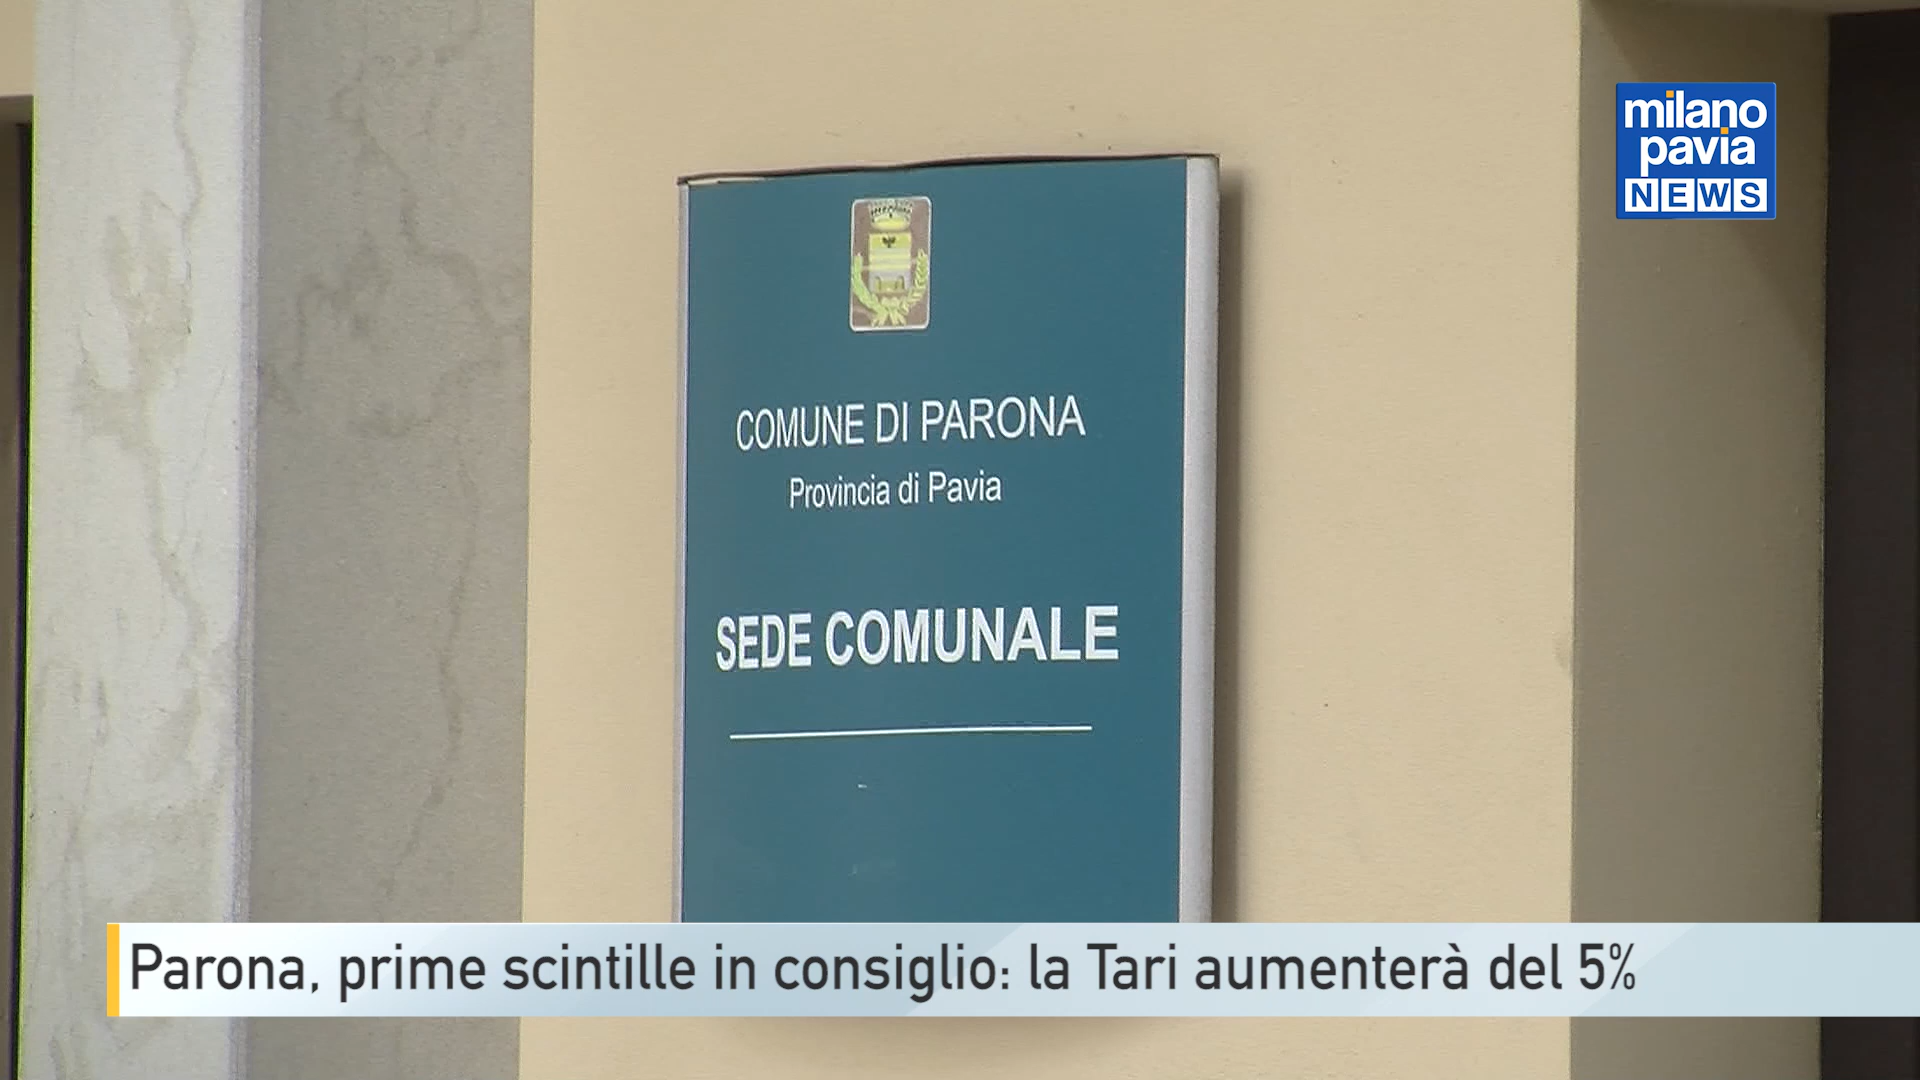 milano
pavia
NEWS
COMUNE DI PARONA
Provincia di Pavia
SEDE COMUNALE
Parona, prime scintille in consiglio: la Tari aumenterà del 5%